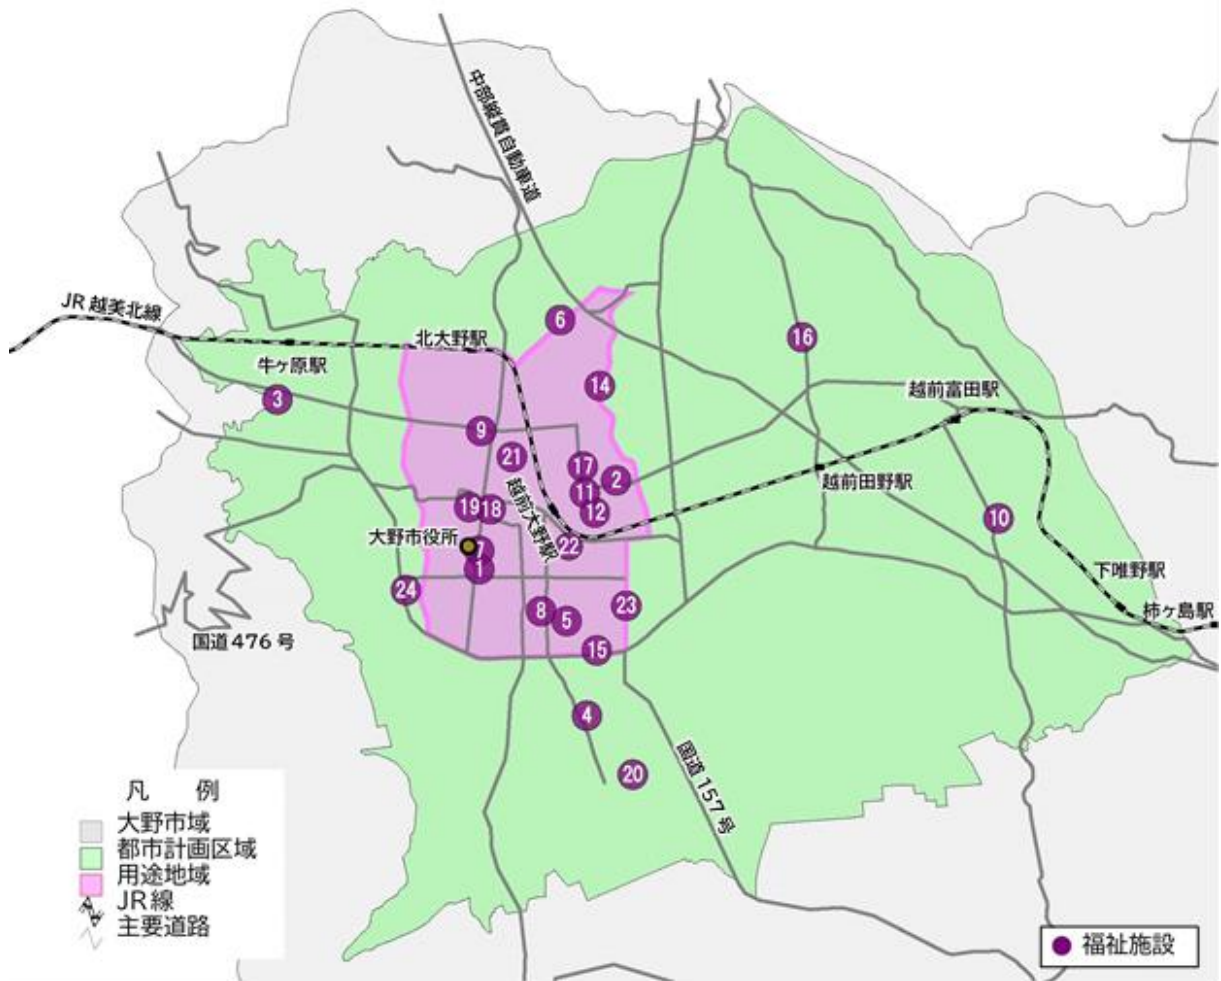 中部縦貫自動車道
JR越美北線
北大野駅
牛ヶ原駅
6
16
14
3
越前富田駅
9
21
17
2
11
越前田野駅
12
19
18
越前大野駅
10
大野市役所
7
22
1
24
下唯野駅
8
5
23
柿ヶ島駅
国道476号
15
4
20
国道157号
凡 例
大野市域
都市計画区域
用途地域
JR線
主要道路
福祉施設